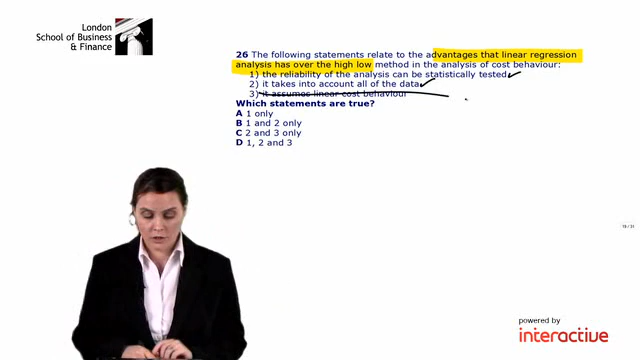 London
School of Business
& Finance
26 The following statements relate to the advantages that linear regression
analysis has over the high low method in the analysis of cost behaviour:
1) the reliability of the analysis can be statistically tested
2) it takes into account all of the data
3) it assumes linear cost behaviour
Which statements are true?
A 1 only
B 1 and 2 only
C 2 and 3 only
D 1, 2 and 3
powered by
interactive